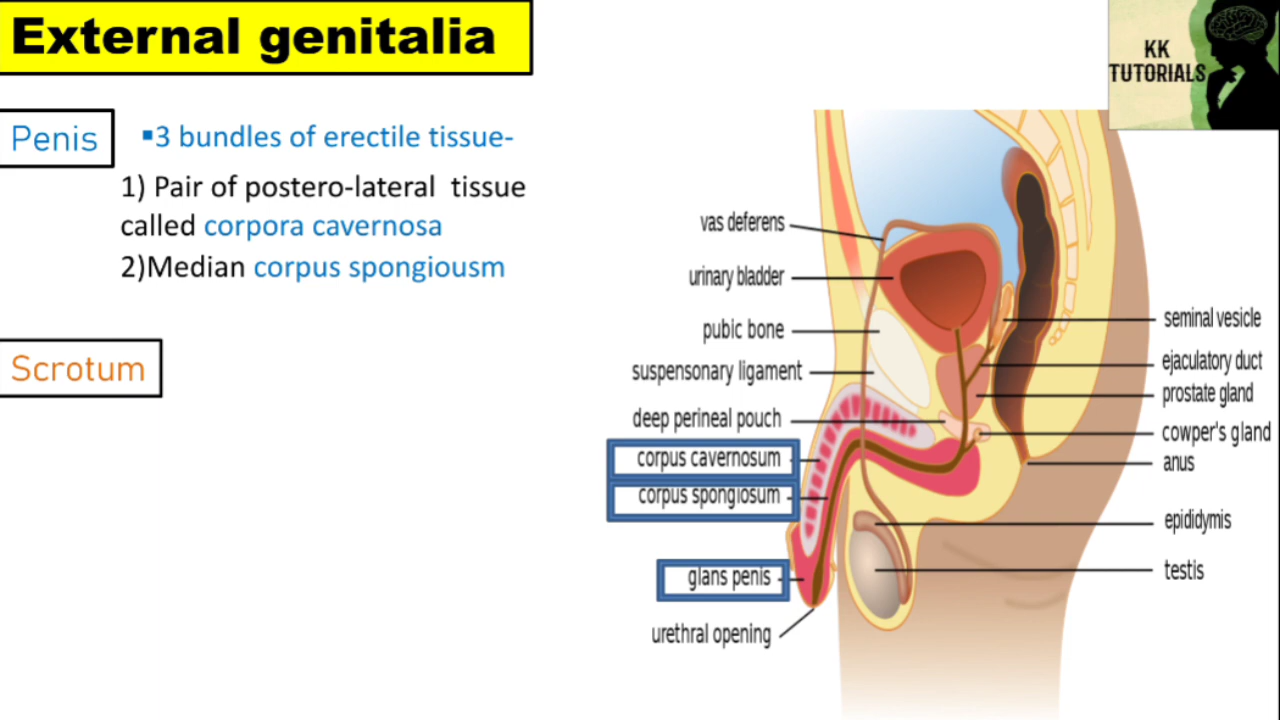 External genitalia
KK
TUTORIALS
Penis
▪3 bundles of erectile tissue-
1) Pair of postero-lateral tissue
called corpora cavernosa
2)Median corpus spongiousm
Scrotum
vas deferens
urinary bladder
pubic bone
suspensonary ligament
deep perineal pouch
corpus cavernosum
corpus spongiosum
glans penis
urethral opening
seminal vesicle
ejaculatory duct
prostate gland
cowper's gland
anus
epididymis
testis